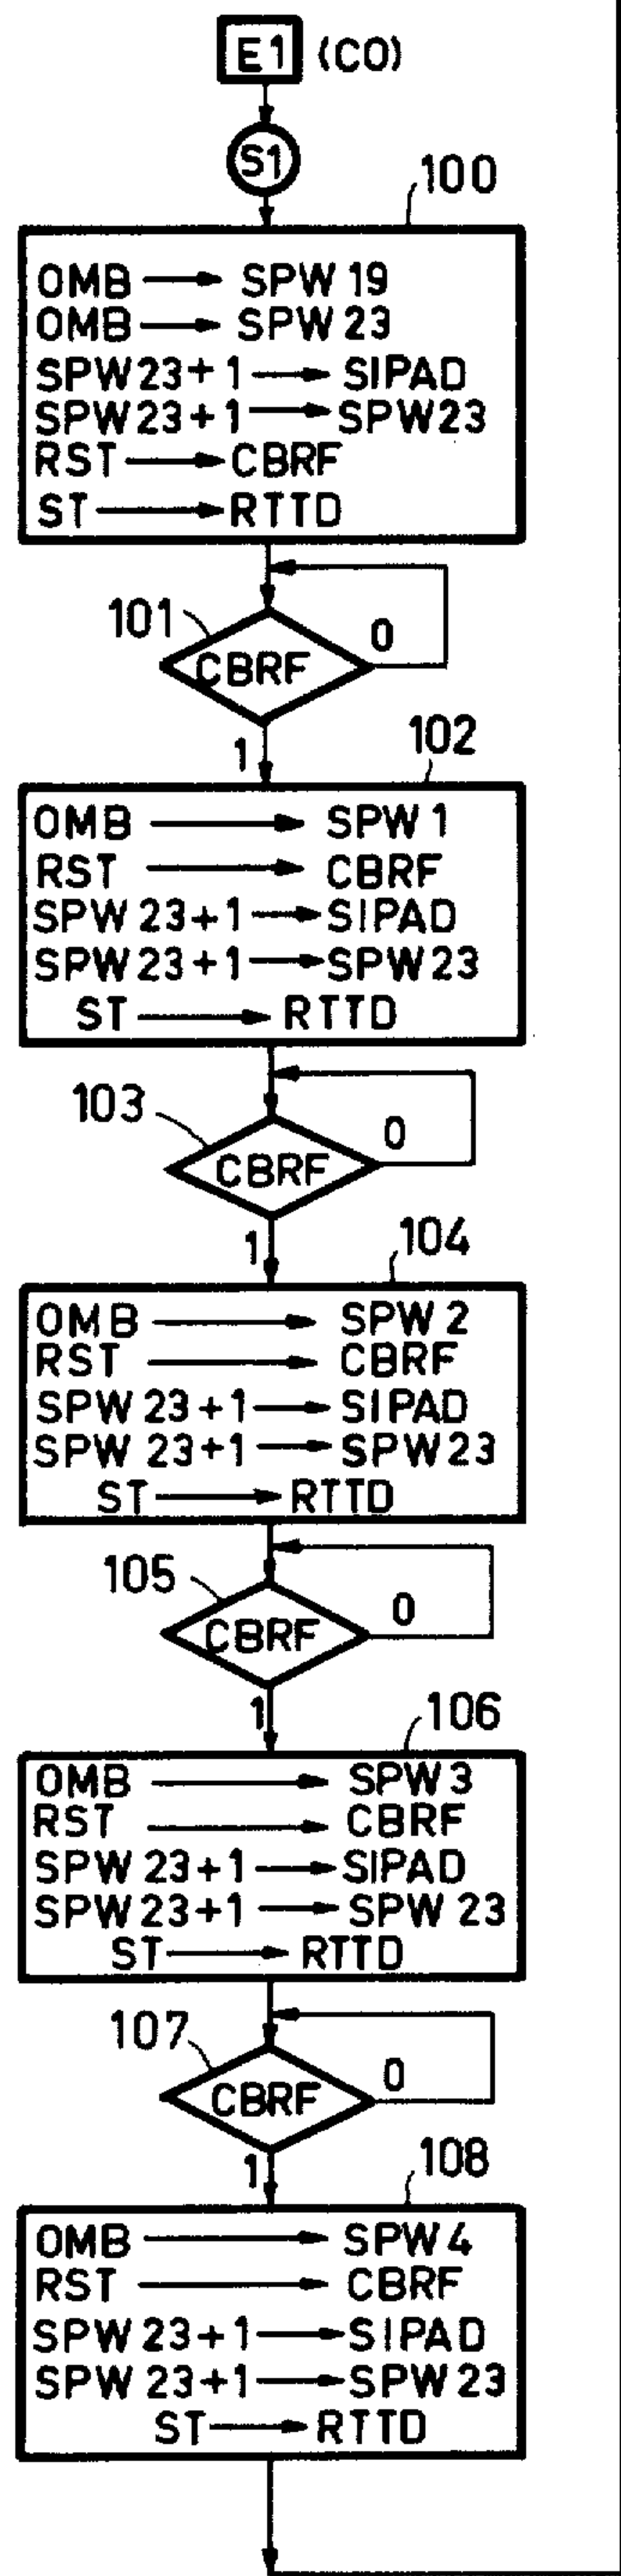 E1 (CO)
S1
100
OMB → SPW 19
OMB → SPW 23
SPW 23+1 → SIPAD
SPW 23+1 → SPW23
RST → CBRF
ST → RTTD
101
CBRF
0
1
102
OMB → SPW 1
RST → CBRF
SPW 23+1 → SIPAD
SPW 23+1 → SPW 23
ST → RTTD
103
CBRF
0
1
104
OMB → SPW 2
RST → CBRF
SPW 23+1 → SIPAD
SPW 23+1 → SPW23
ST → RTTD
105
CBRF
0
1
106
OMB → SPW 3
RST → CBRF
SPW 23+1 → SIPAD
SPW 23+1 → SPW 23
ST → RTTD
107
CBRF
0
1
108
OMB → SPW 4
RST → CBRF
SPW 23+1 → SIPAD
SPW 23+1 → SPW 23
ST → RTTD